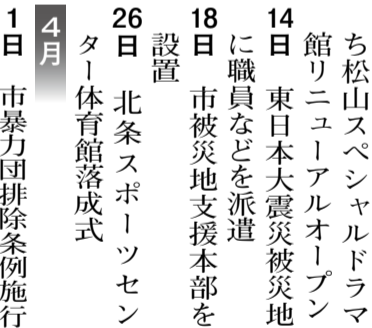 ち松山スペシャルドラマ
館リニューアルオープン
14日 東日本大震災被災地
に職員などを派遣
18日 市被災地支援本部を
設置
26日 北条スポーツセン
ター体育館落成式
4月
1日 市暴力団排除条例施行